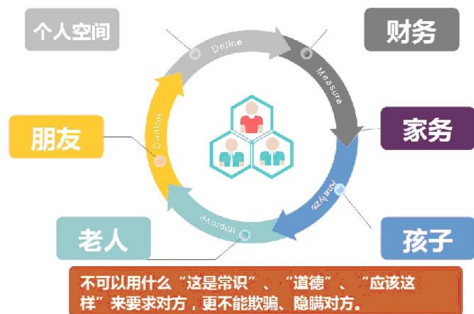 个人空间
财务
Define
Measure
朋友
家务
Control
Analyze
老人
Improve
孩子
不可以用什么“这是常识”、“道德”、“应该这
样”来要求对方，更不能欺骗、隐瞒对方。